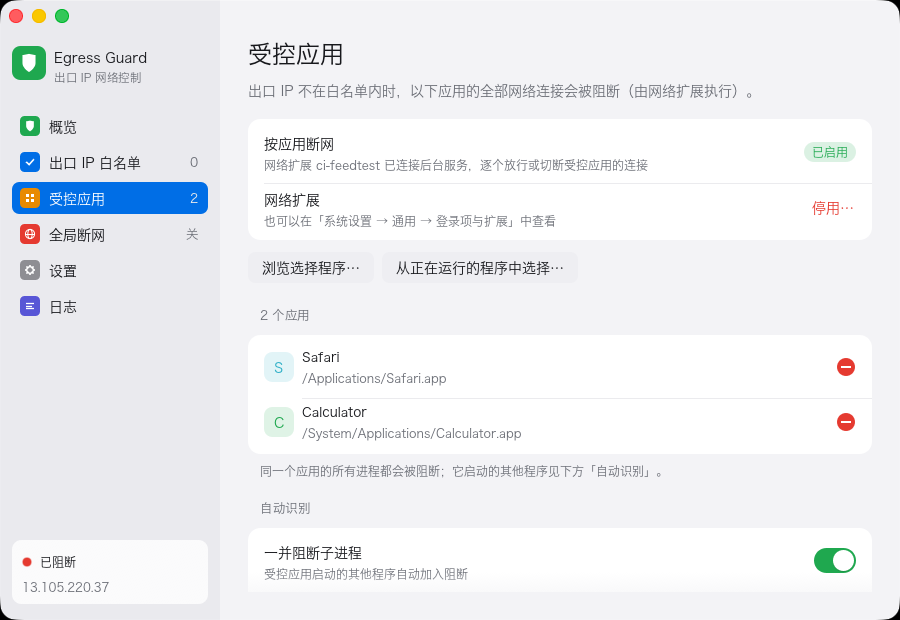 Egress Guard
出口 IP 网络控制
概览
出口 IP 白名单 0
受控应用 2
全局断网 关
设置
日志
已阻断
13.105.220.37
受控应用
出口 IP 不在白名单内时，以下应用的全部网络连接会被阻断（由网络扩展执行）。
按应用断网
网络扩展 ci-feedtest 已连接后台服务，逐个放行或切断受控应用的连接
已启用
网络扩展
也可以在「系统设置 → 通用 → 登录项与扩展」中查看
停用…
浏览选择程序… 从正在运行的程序中选择…
2 个应用
S
Safari
/Applications/Safari.app
C
Calculator
/System/Applications/Calculator.app
同一个应用的所有进程都会被阻断；它启动的其他程序见下方「自动识别」。
自动识别
一并阻断子进程
受控应用启动的其他程序自动加入阻断